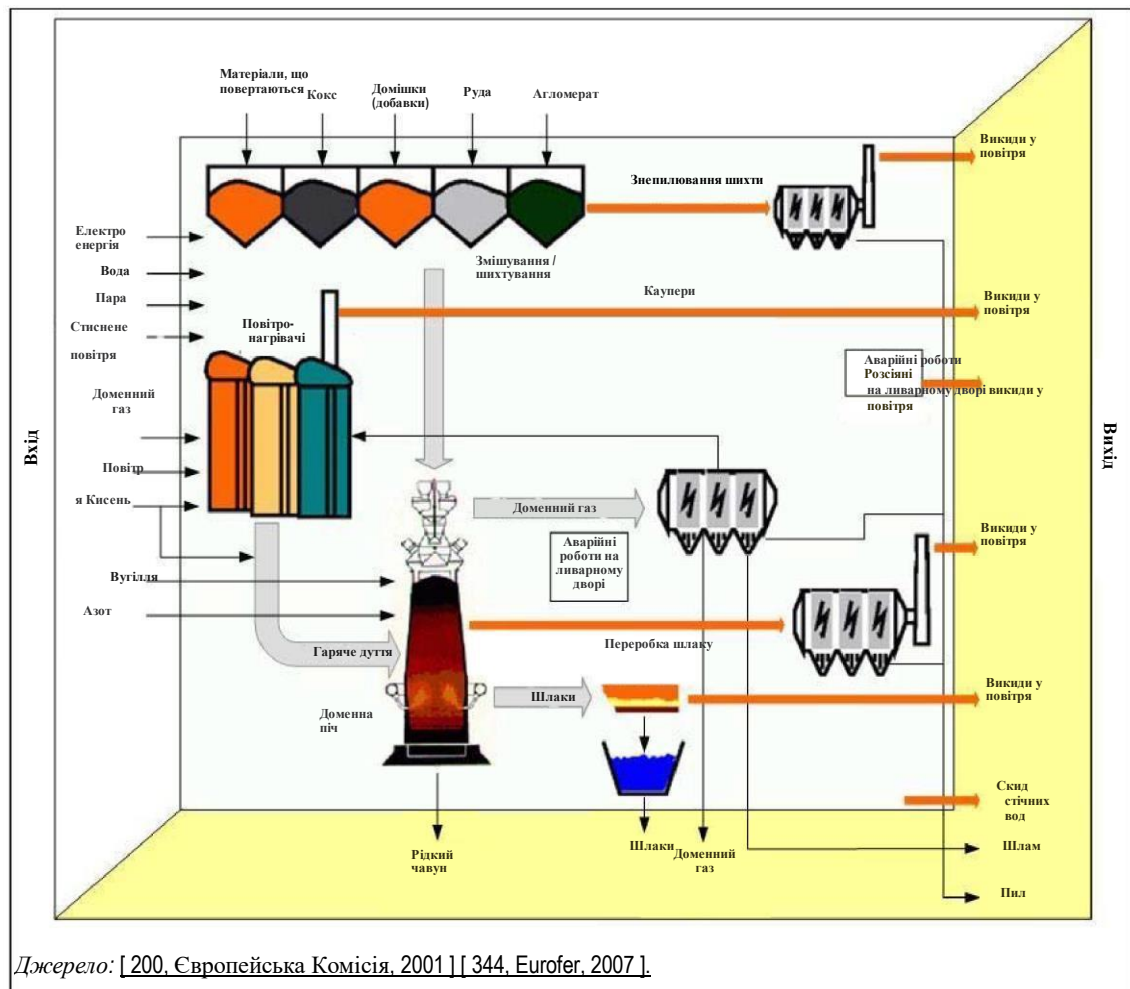 Матеріали, що
повертаються
Кокс
Домішки
(добавки)
Руда
Агломерат
Викиди у
повітря
Знепилювання шихти
Електро
енергія
Змішування /
шихтування
Вода
Каупери
Викиди у
повітря
Пара
Стиснене
повітря
Повітро-
нагрівачі
Аварійні роботи
Розсіяні
на ливарному дворі викиди у
повітря
Доменний
газ
Вхід
Вихід
Повітр
я Кисень
Доменний газ
Аварійні
роботи на
ливарному
дворі
Викиди у
повітря
Вугілля
Азот
Гаряче дуття
Переробка шлаку
Шлаки
Викиди у
повітря
Доменна
піч
Скид
стічних
вод
Рідкий
чавун
Шлаки
Доменний
газ
Шлам
Пил
Джерело: [ 200, Європейська Комісія, 2001 ] [ 344, Eurofer, 2007 ].